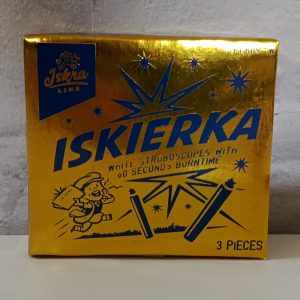 Iskra
LINE
ISKIERKA
WHITE STROBOSCOPES WITH
60 SECONDS BURNTIME
3 PIECES